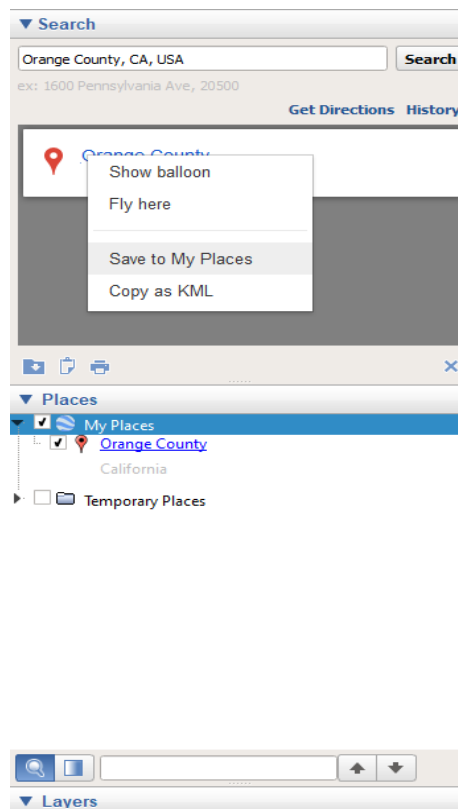 Search
Orange County, CA, USA
Search
ex: 1600 Pennsylvania Ave, 20500
Get Directions History
Orange County
Show balloon
Fly here
Save to My Places
Copy as KML
Places
My Places
Orange County
California
Temporary Places
Layers